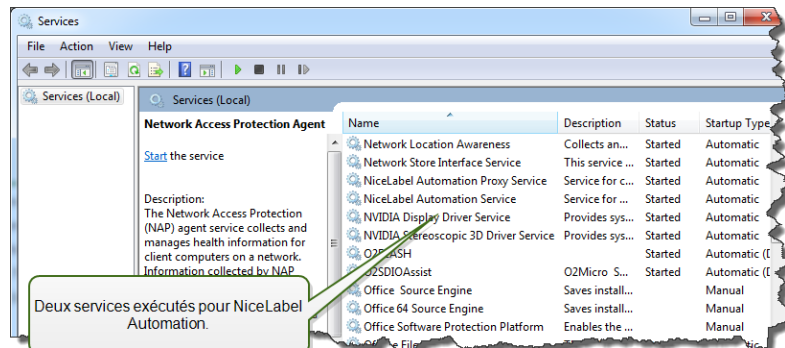 Services
File Action View Help
Services (Local)
Services (Local)
Network Access Protection Agent
Start the service
Description:
The Network Access Protection
(NAP) agent service collects and
manages health information for
client computers on a network.
Information collected by NAP
Name Description Status Startup Type
Network Location Awareness Collects an... Started Automatic
Network Store Interface Service This service ... Started Automatic
NiceLabel Automation Proxy Service Service for c... Started Automatic
NiceLabel Automation Service Service for ... Started Automatic
NVIDIA Display Driver Service Provides sys... Started Automatic
NVIDIA Stereoscopic 3D Driver Service Provides sys... Started Automatic
O2FLASH Started Automatic (D
O2SDIOAssist O2Micro S... Started Automatic (D
Office Source Engine Saves install... Manual
Office 64 Source Engine Saves install... Manual
Office Software Protection Platform Enables the ... Manual
Deux services exécutés pour NiceLabel
Automation.